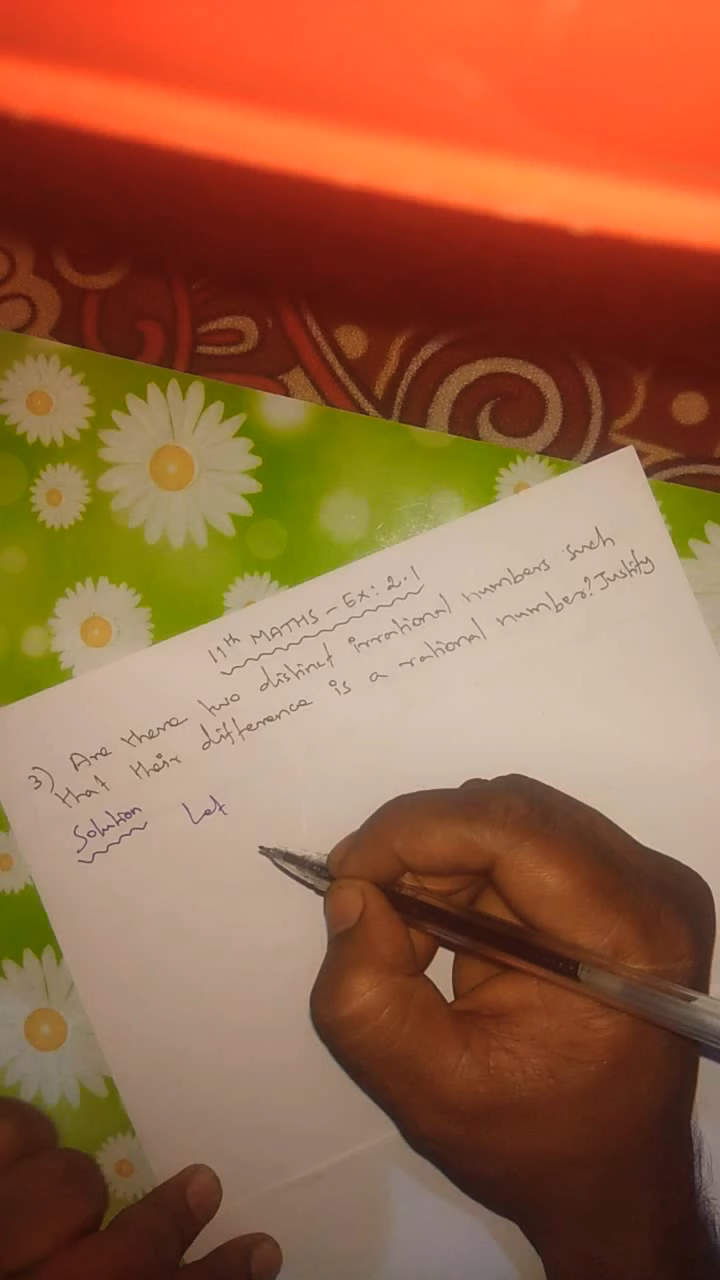 11th MATHS - Ex: 2.1
3) Are there two distinct irrational numbers such
that their difference is a rational number? Justify
Solution Let